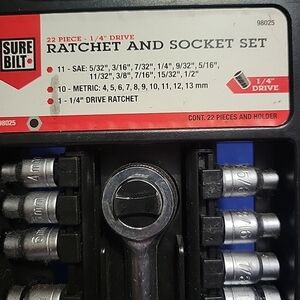 98025
SURE
BILT
22 PIECE - 1/4" DRIVE
RATCHET AND SOCKET SET
11 - SAE: 5/32", 3/16", 7/32", 1/4", 9/32", 5/16",
11/32", 3/8", 7/16", 15/32", 1/2"
10 - METRIC: 4, 5, 6, 7, 8, 9, 10, 11, 12, 13 mm
1 - 1/4" DRIVE RATCHET
1/4"
DRIVE
98025
CONT. 22 PIECES AND HOLDER